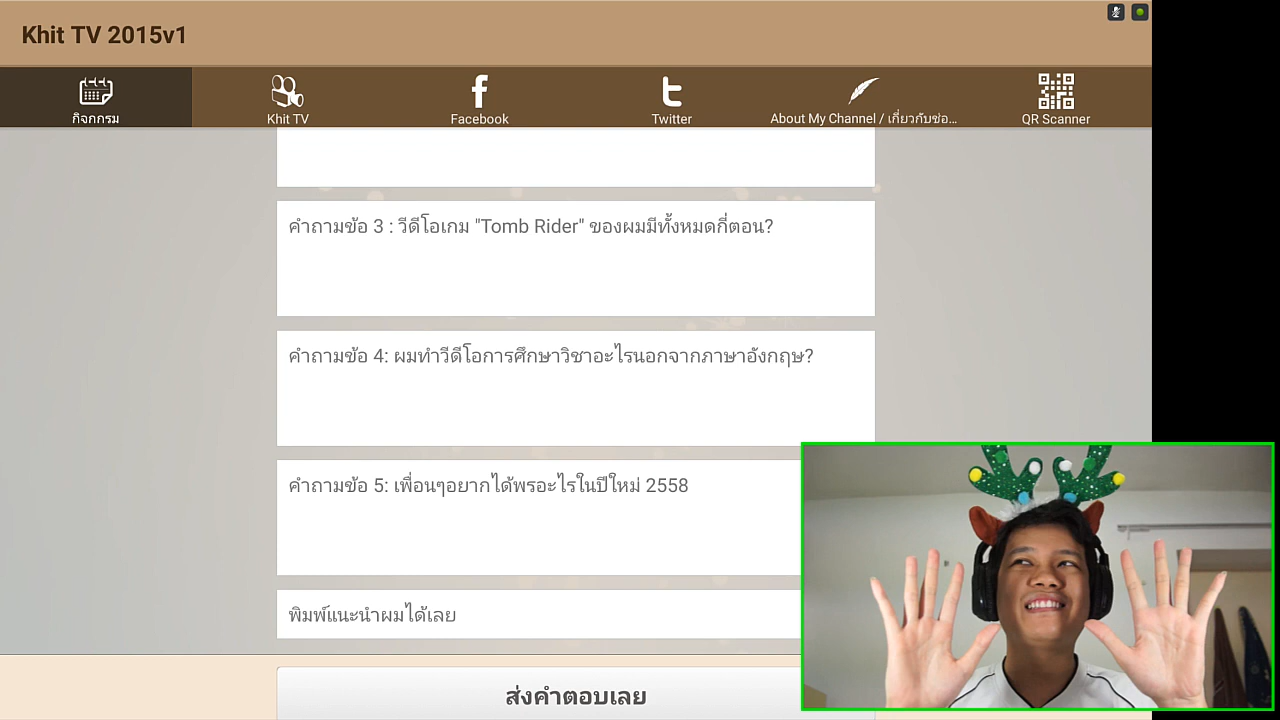 Khit TV 2015v1
กิจกกรม
Khit TV
Facebook
Twitter
About My Channel / เกี่ยวกับช่อ...
QR Scanner
คำถามข้อ 3 : วีดีโอเกม "Tomb Rider" ของผมมีทั้งหมดกี่ตอน?
คำถามข้อ 4: ผมทำวีดีโอการศึกษาวิชาอะไรนอกจากภาษาอังกฤษ?
คำถามข้อ 5: เพื่อนๆอยากได้พรอะไรในปีใหม่ 2558
พิมพ์แนะนำผมได้เลย
ส่งคำตอบเลย